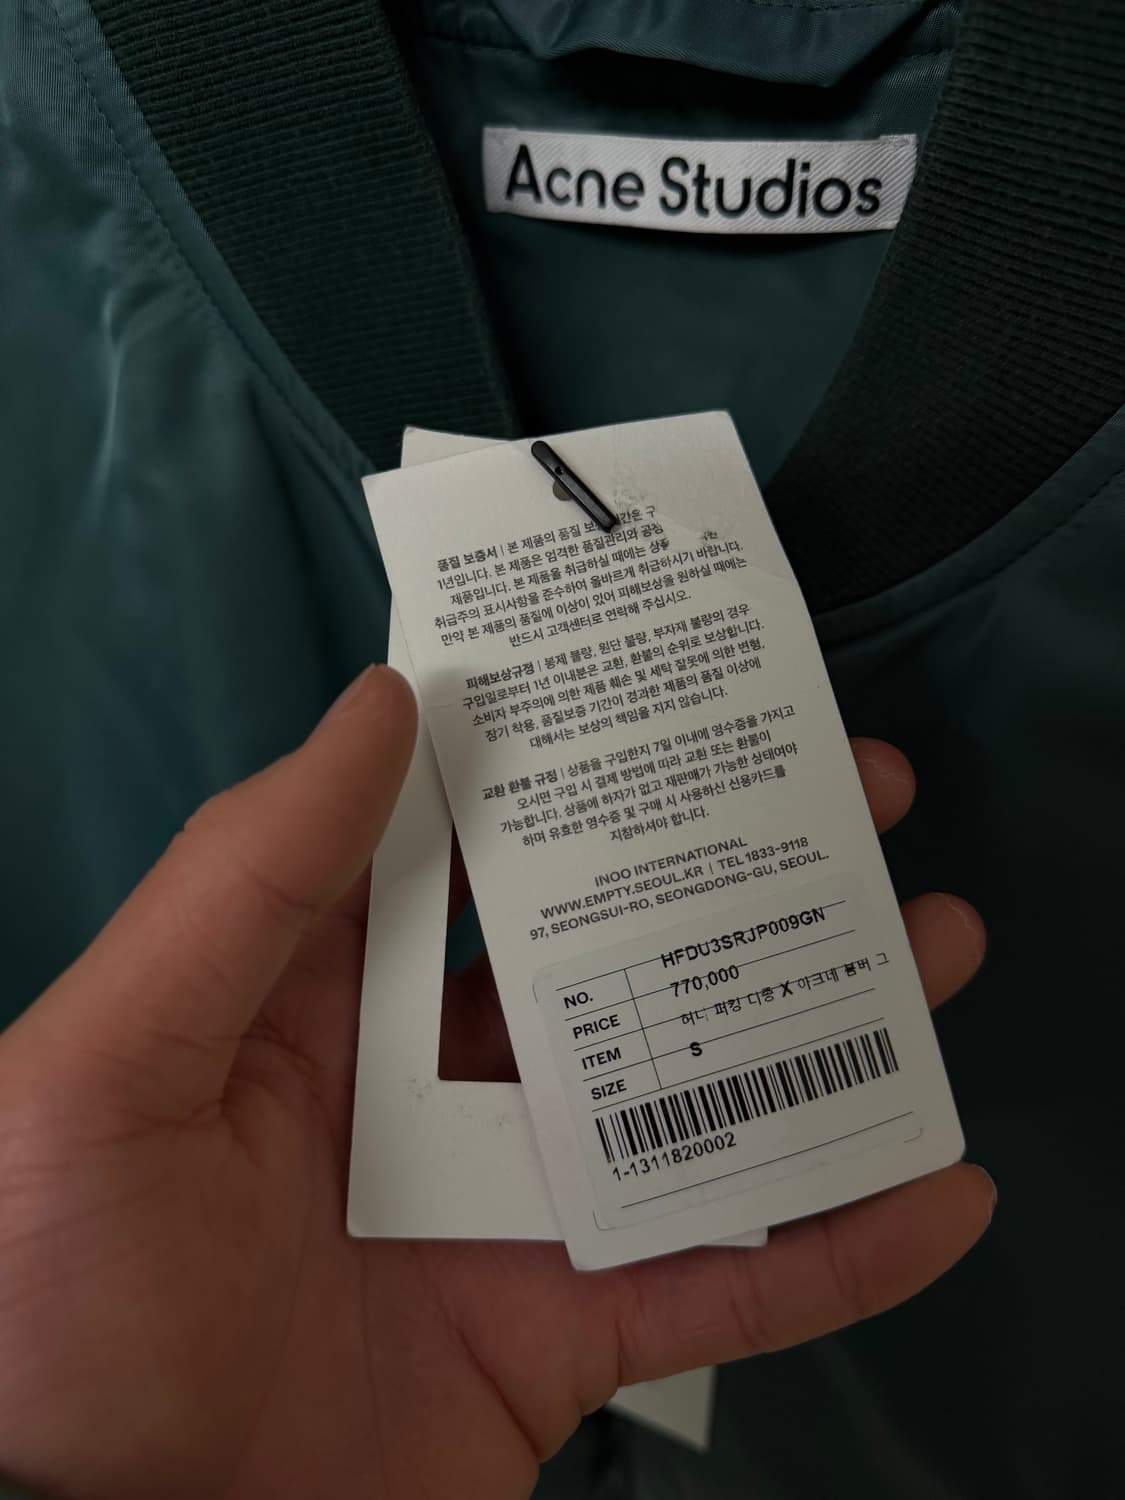 Acne Studios
품질 보증서 | 본 제품의 품질 구
1년입니다. 본 제품은 엄격한 품질관리와 공정
제품입니다. 본 제품을 취급하실 때에는
취급주의 표시사항을 준수하여 올바르게 취급하시기 바랍니다.
만약 본 제품의 품질에 이상이 있어 피해보상을 원하실 때에는
반드시 고객센터로 연락해 주십시오.
피해보상규정 | 봉제 불량, 원단 불량, 부자재 불량의 경우
구입일로부터 1년 이내분은 교환, 환불의 순위로 보상합니다.
소비자 부주의에 의한 제품 훼손 및 세탁 잘못에 의한 변형,
장기 착용, 품질보증 기간이 경과한 제품의 품질 이상에
대해서는 보상의 책임을 지지 않습니다.
교환 환불 규정 | 상품을 구입한지 7일 이내에 영수증을 가지고
오시면 구입 시 결제 방법에 따라 교환 또는 환불이
가능합니다. 상품에 하자가 없고 재판매가 가능한 상태여야
하며 유효한 영수증 및 구매 시 사용하신 신용카드를
지참하셔야 합니다.
INOO INTERNATIONAL
WWW.EMPTY.SEOUL.KR | TEL 1833-9118
97, SEONGSUI-RO, SEONGDONG-GU, SEOUL.
NO. HFDU3SRJP009GN
PRICE 770,000
ITEM 허니 퍼킹 디종 X 아크네 봄버 그
SIZE S
1-1311820002